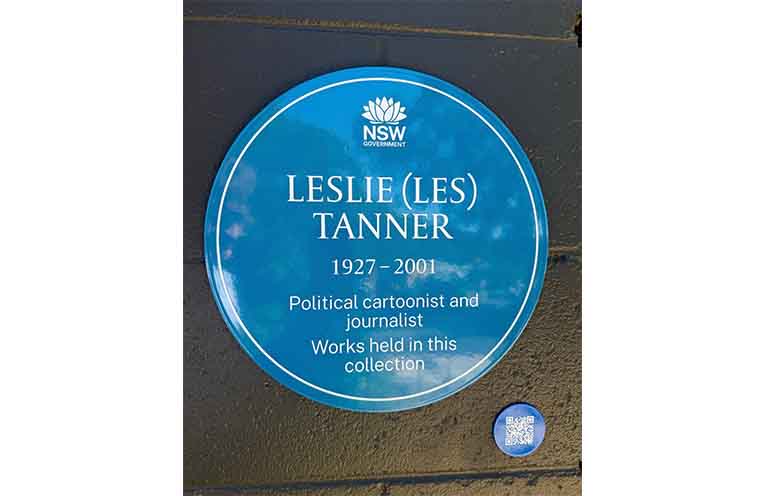 NSW
GOVERNMENT
LESLIE (LES)
TANNER
1927 – 2001
Political cartoonist and
journalist
Works held in this
collection